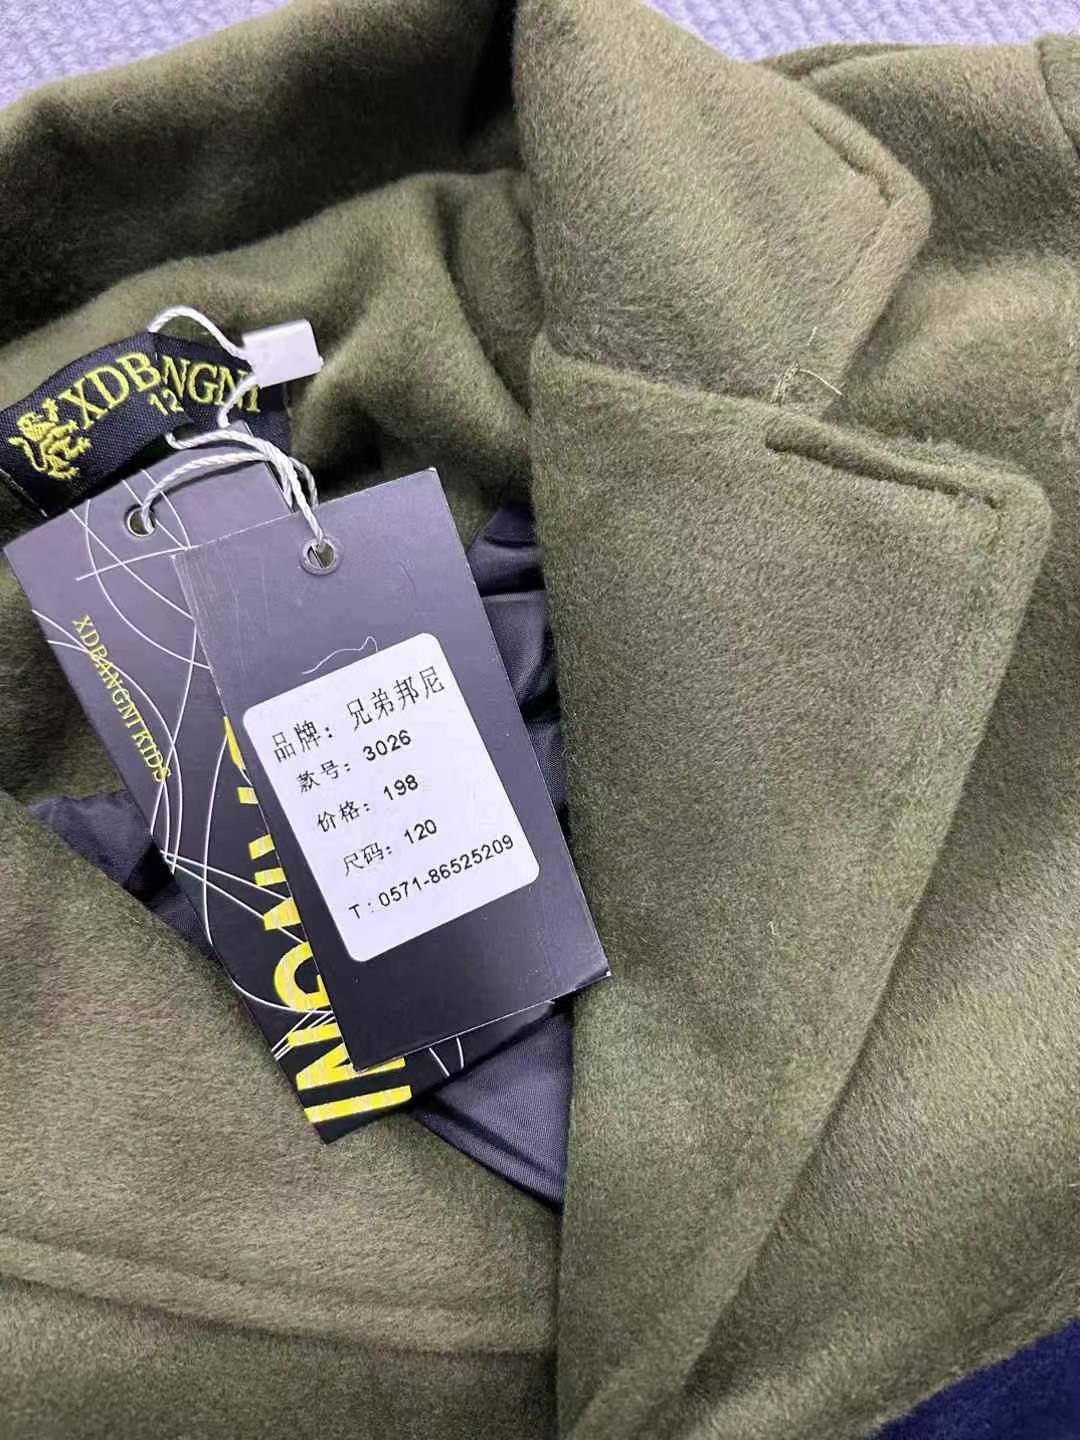 XDBANGNI
12
XDBANGNI KIDS
品牌：兄弟邦尼
款号：3026
价格：198
尺码：120
T：0571-86525209